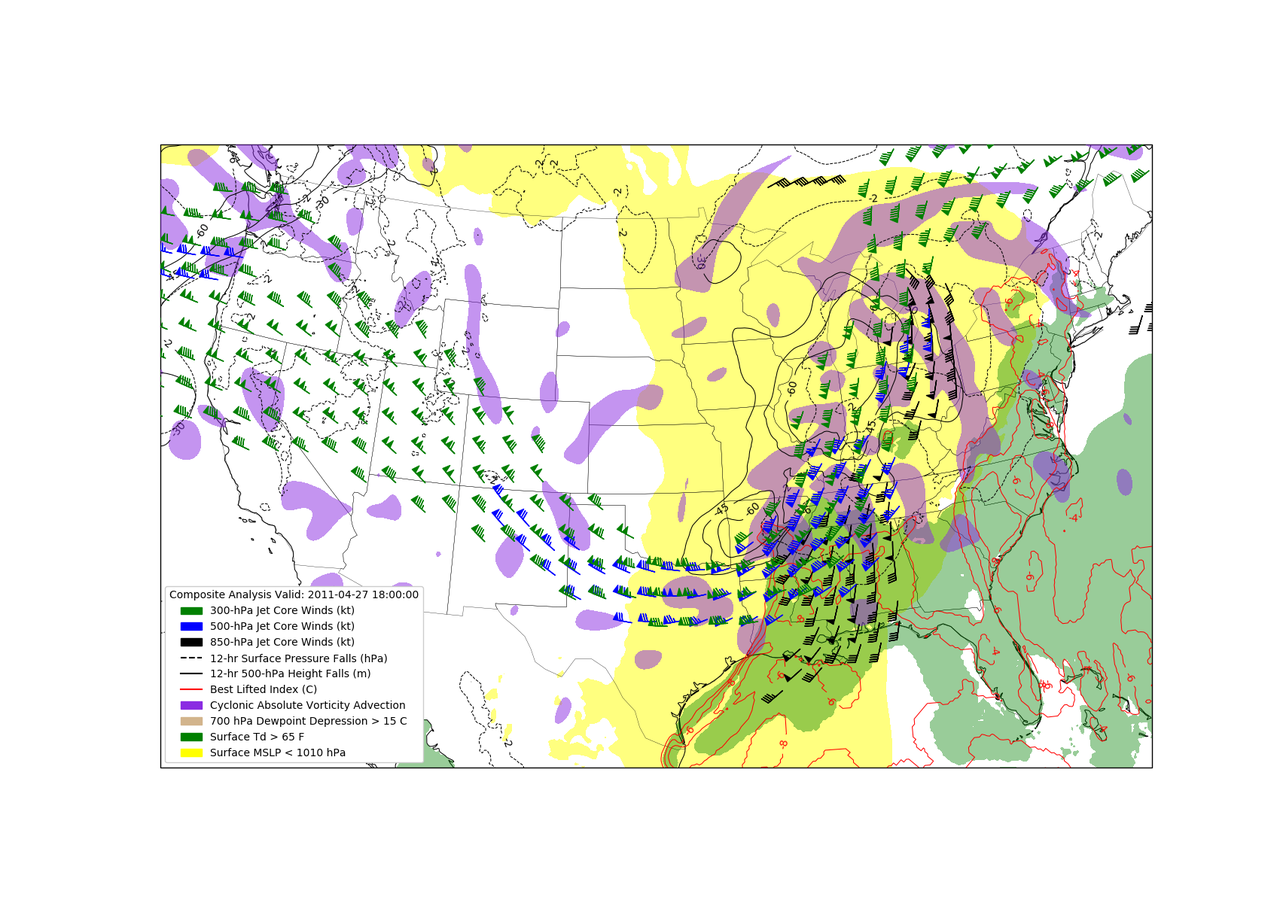 Composite Analysis Valid: 2011-04-27 18:00:00
300-hPa Jet Core Winds (kt)
500-hPa Jet Core Winds (kt)
850-hPa Jet Core Winds (kt)
12-hr Surface Pressure Falls (hPa)
12-hr 500-hPa Height Falls (m)
Best Lifted Index (C)
Cyclonic Absolute Vorticity Advection
700 hPa Dewpoint Depression > 15 C
Surface Td > 65 F
Surface MSLP < 1010 hPa
-30
-60
-30
-2
-2
-2
-2
-30
-60
-45
-45
-60
-4
-6
-4
-6
-8
-2